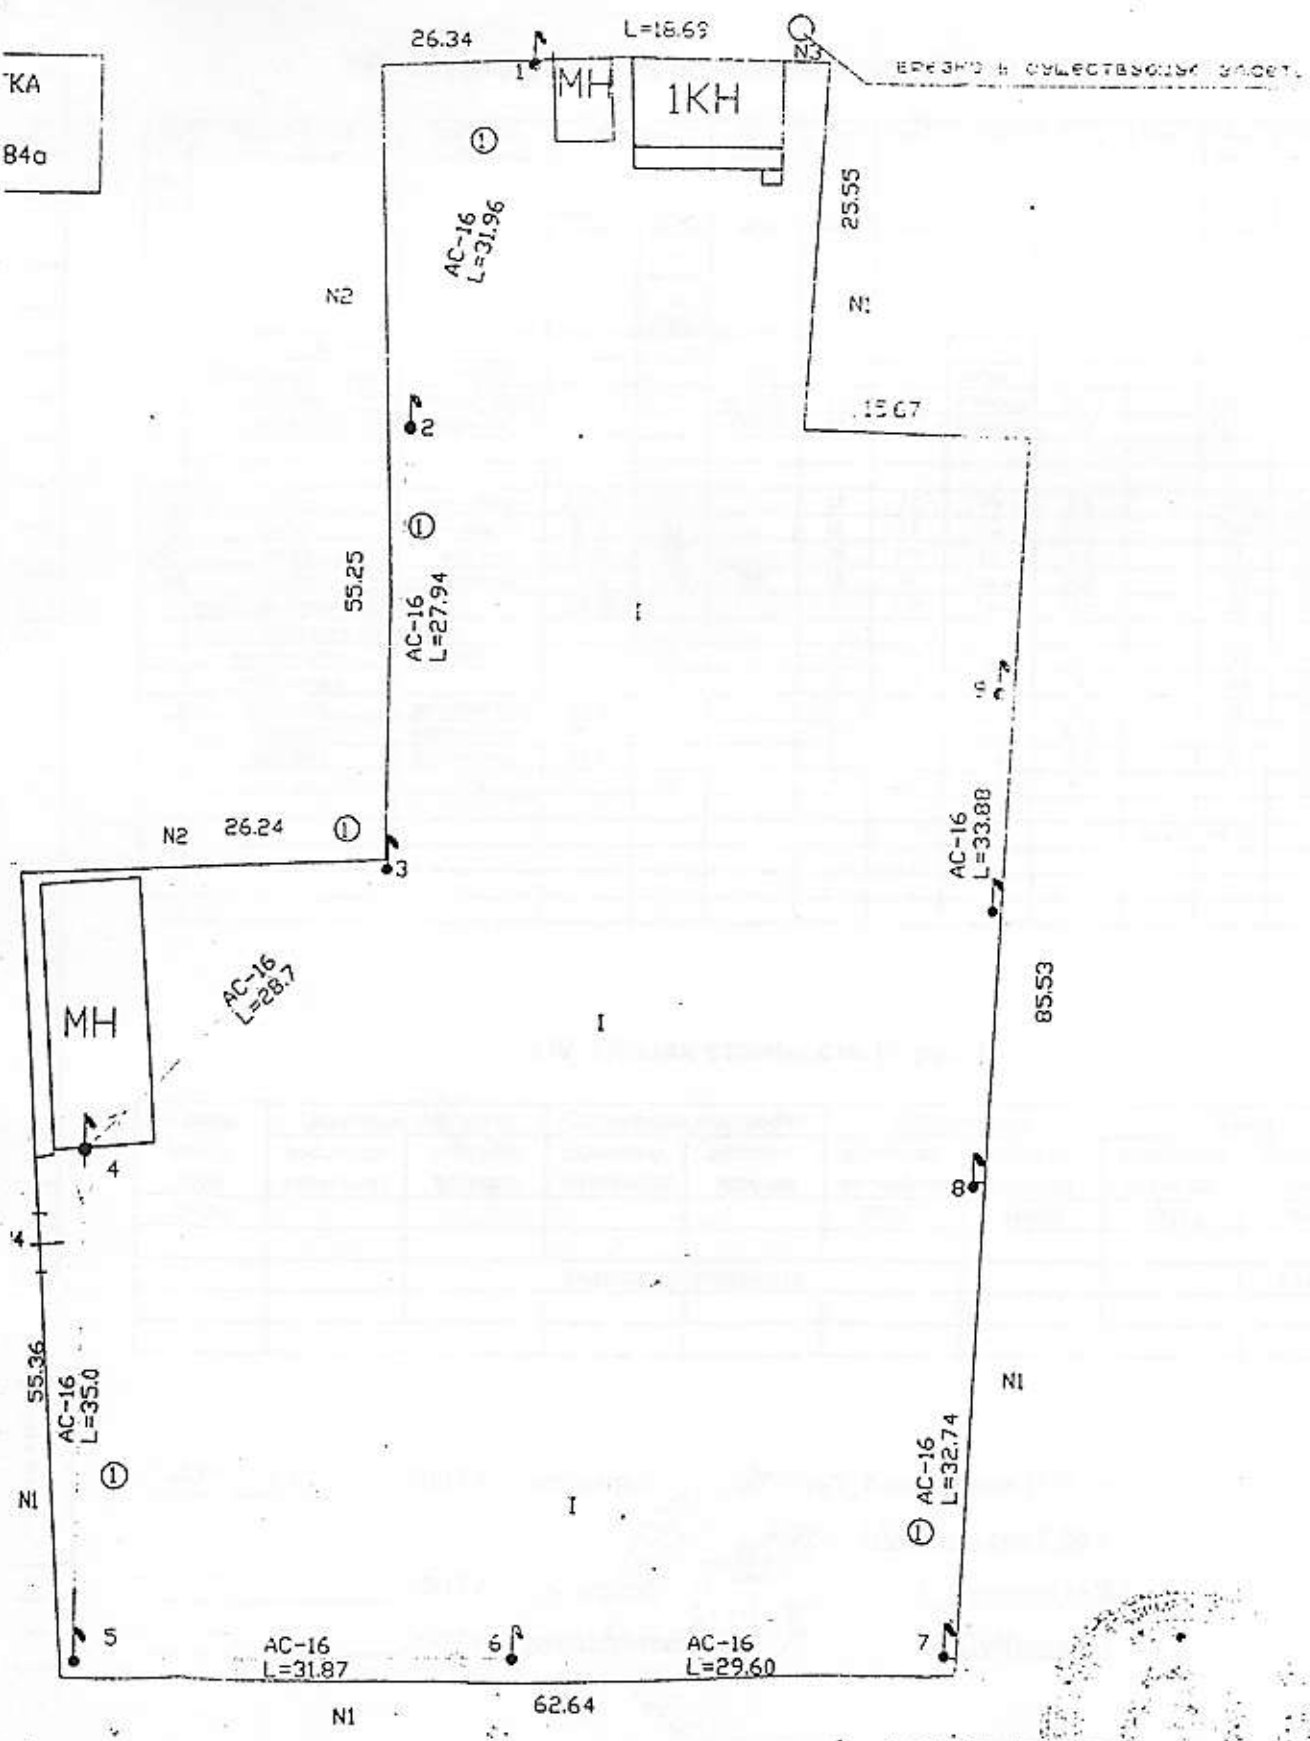 26.34
L=18.69
N3
ТКА
84а
1
МН
1КН
1
25.55
АС-16
L=31.96
N2
N1
15.67
2
1
55.25
АС-16
L=27.94
I
9
N2
26.24
1
3
АС-16
L=33.88
АС-16
L=28.7
МН
I
85.53
4
8
4
55.36
АС-16
L=35.0
N1
АС-16
L=32.74
1
N1
I
1
5
АС-16
L=31.87
6
АС-16
L=29.60
7
N1
62.64